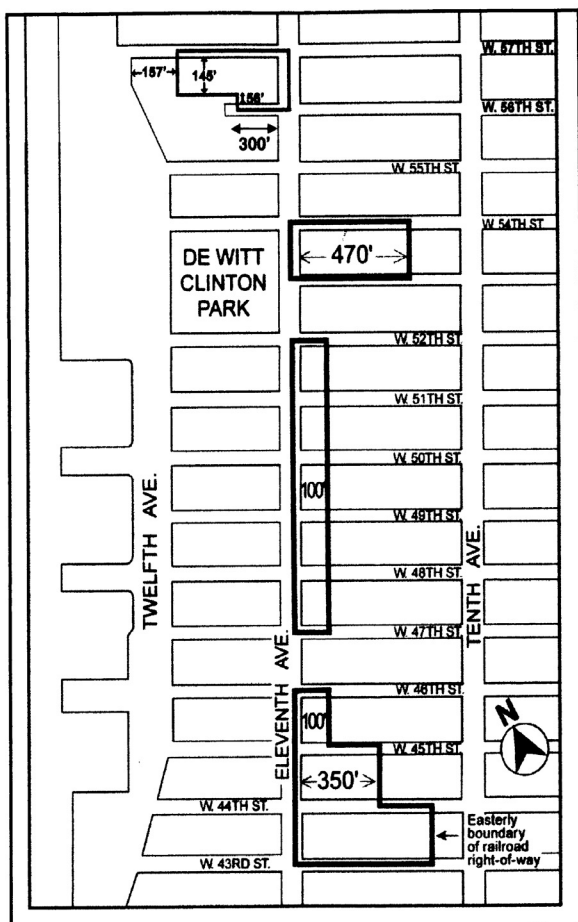 W. 57TH ST.
157'
145'
156'
W. 56TH ST.
300'
W. 55TH ST.
W. 54TH ST.
DE WITT
CLINTON
PARK
470'
W. 52TH ST.
W. 51TH ST.
W. 50TH ST.
100'
W. 49TH ST.
W. 48TH ST.
W. 47TH ST.
TWELFTH AVE.
TENTH AVE.
ELEVENTH AVE.
W. 46TH ST.
100'
N
W. 45TH ST.
350'
W. 44TH ST.
Easterly
boundary
of railroad
right-of-way
W. 43RD ST.